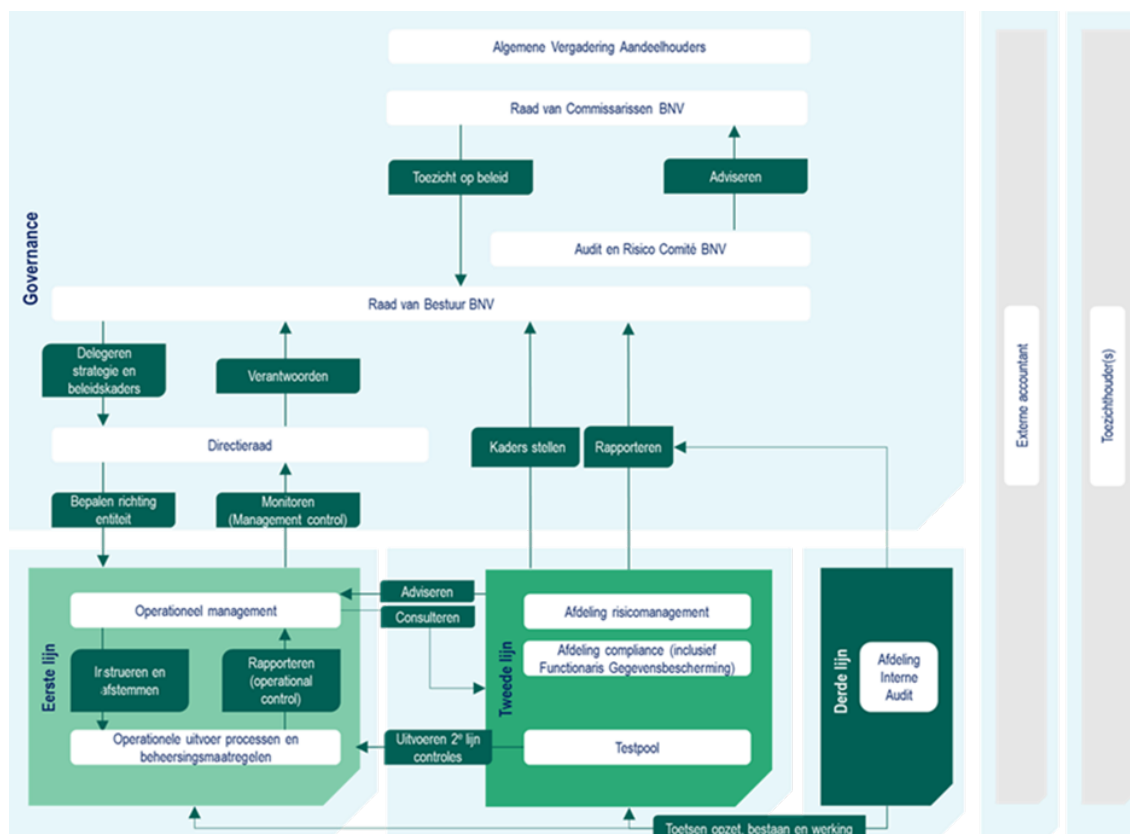 Algemene Vergadering Aandeelhouders
Raad van Commissarissen BNV
Toezicht op beleid
Adviseren
Audit en Risico Comité BNV
Governance
Raad van Bestuur BNV
Delegeren
strategie en
beleidskaders
Verantwoorden
Directieraad
Kaders stellen
Rapporteren
Bepalen richting
entiteit
Monitoren
(Management control)
Externe accountant
Toezichthouder(s)
Eerste lijn
Operationeel management
Instrueren en
afstemmen
Rapporteren
(operational
control)
Operationele uitvoer processen en
beheersingsmaatregelen
Adviseren
Consulteren
Uitvoeren 2e lijn
controles
Tweede lijn
Afdeling risicomanagement
Afdeling compliance (inclusief
Functionaris Gegevensbescherming)
Testpool
Derde lijn
Afdeling
Interne
Audit
Toetsen opzet, bestaan en werking